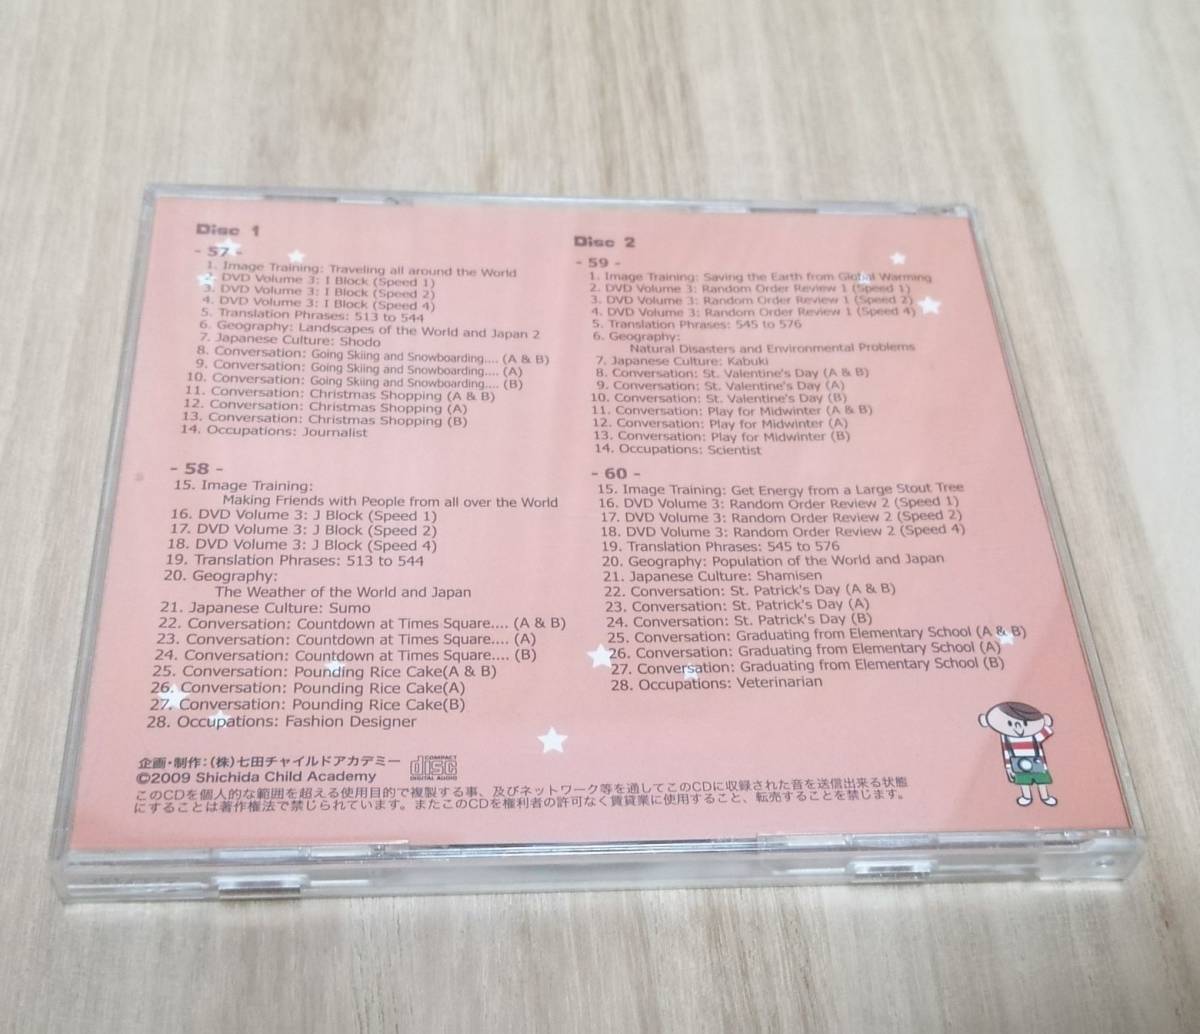 Disc 1
- 57 -
1. Image Training: Traveling all around the World
2. DVD Volume 3: I Block (Speed 1)
3. DVD Volume 3: I Block (Speed 2)
4. DVD Volume 3: I Block (Speed 4)
5. Translation Phrases: 513 to 544
6. Geography: Landscapes of the World and Japan 2
7. Japanese Culture: Shodo
8. Conversation: Going Skiing and Snowboarding.... (A & B)
9. Conversation: Going Skiing and Snowboarding.... (A)
10. Conversation: Going Skiing and Snowboarding.... (B)
11. Conversation: Christmas Shopping (A & B)
12. Conversation: Christmas Shopping (A)
13. Conversation: Christmas Shopping (B)
14. Occupations: Journalist
- 58 -
15. Image Training:
Making Friends with People from all over the World
16. DVD Volume 3: J Block (Speed 1)
17. DVD Volume 3: J Block (Speed 2)
18. DVD Volume 3: J Block (Speed 4)
19. Translation Phrases: 513 to 544
20. Geography:
The Weather of the World and Japan
21. Japanese Culture: Sumo
22. Conversation: Countdown at Times Square.... (A & B)
23. Conversation: Countdown at Times Square.... (A)
24. Conversation: Countdown at Times Square.... (B)
25. Conversation: Pounding Rice Cake(A & B)
26. Conversation: Pounding Rice Cake(A)
27. Conversation: Pounding Rice Cake(B)
28. Occupations: Fashion Designer
Disc 2
- 59 -
1. Image Training: Saving the Earth from Global Warming
2. DVD Volume 3: Random Order Review 1 (Speed 1)
3. DVD Volume 3: Random Order Review 1 (Speed 2)
4. DVD Volume 3: Random Order Review 1 (Speed 4)
5. Translation Phrases: 545 to 576
6. Geography:
Natural Disasters and Environmental Problems
7. Japanese Culture: Kabuki
8. Conversation: St. Valentine's Day (A & B)
9. Conversation: St. Valentine's Day (A)
10. Conversation: St. Valentine's Day (B)
11. Conversation: Play for Midwinter (A & B)
12. Conversation: Play for Midwinter (A)
13. Conversation: Play for Midwinter (B)
14. Occupations: Scientist
- 60 -
15. Image Training: Get Energy from a Large Stout Tree
16. DVD Volume 3: Random Order Review 2 (Speed 1)
17. DVD Volume 3: Random Order Review 2 (Speed 2)
18. DVD Volume 3: Random Order Review 2 (Speed 4)
19. Translation Phrases: 545 to 576
20. Geography: Population of the World and Japan
21. Japanese Culture: Shamisen
22. Conversation: St. Patrick's Day (A & B)
23. Conversation: St. Patrick's Day (A)
24. Conversation: St. Patrick's Day (B)
25. Conversation: Graduating from Elementary School (A & B)
26. Conversation: Graduating from Elementary School (A)
27. Conversation: Graduating from Elementary School (B)
28. Occupations: Veterinarian
企画・制作:(株)七田チャイルドアカデミー
©2009 Shichida Child Academy
COMPACT
disc
DIGITAL AUDIO
このCDを個人的な範囲を超える使用目的で複製する事、及びネットワーク等を通してこのCDに収録された音を送信出来る状態
にすることは著作権法で禁じられています。またこのCDを権利者の許可なく賃貸業に使用すること、転売することを禁じます。